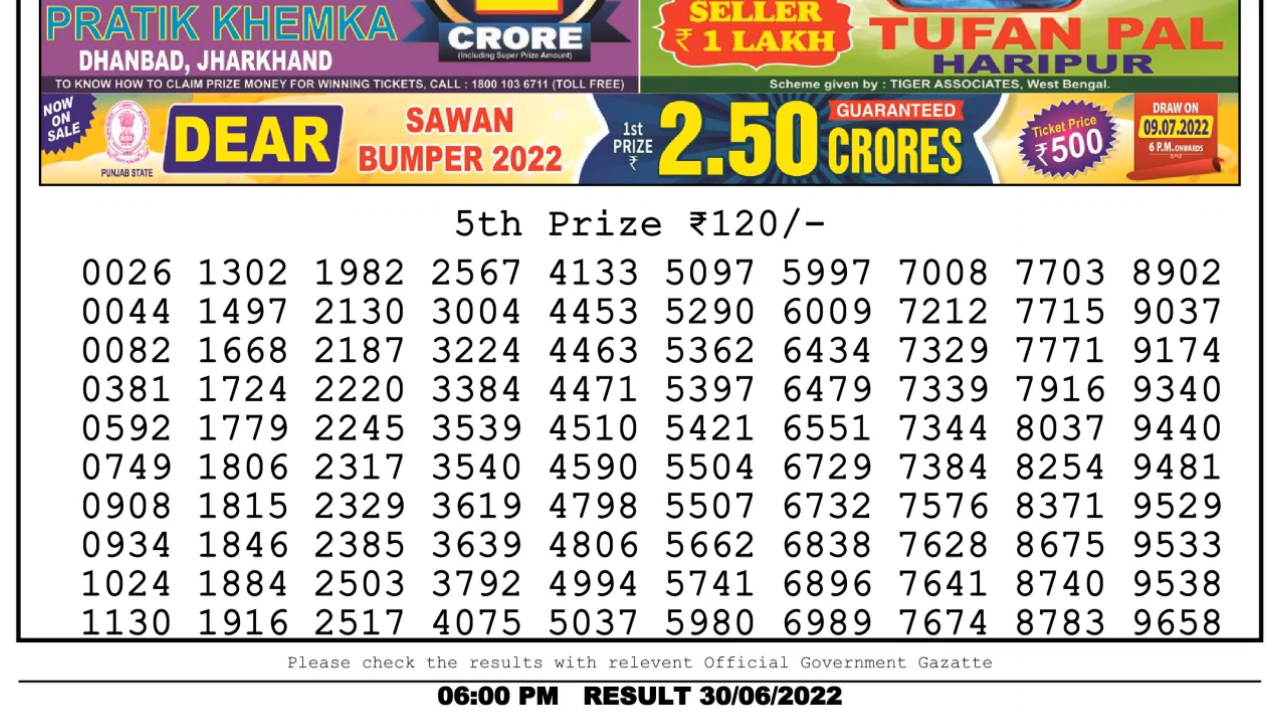 PRATIK KHEMKA
DHANBAD, JHARKHAND
CRORE
(Including Super Prize Amount)
TO KNOW HOW TO CLAIM PRIZE MONEY FOR WINNING TICKETS, CALL : 1800 103 6711 (TOLL FREE)
SELLER
₹ 1 LAKH
TUFAN PAL
HARIPUR
Scheme given by : TIGER ASSOCIATES, West Bengal.
NOW
ON
SALE
PUNJAB STATE
DEAR
SAWAN
BUMPER 2022
1st
PRIZE
₹
2.50
GUARANTEED
CRORES
Ticket Price
₹500
DRAW ON
09.07.2022
6 P.M. ONWARDS
5th Prize ₹120/-
0026 1302 1982 2567 4133 5097 5997 7008 7703 8902
0044 1497 2130 3004 4453 5290 6009 7212 7715 9037
0082 1668 2187 3224 4463 5362 6434 7329 7771 9174
0381 1724 2220 3384 4471 5397 6479 7339 7916 9340
0592 1779 2245 3539 4510 5421 6551 7344 8037 9440
0749 1806 2317 3540 4590 5504 6729 7384 8254 9481
0908 1815 2329 3619 4798 5507 6732 7576 8371 9529
0934 1846 2385 3639 4806 5662 6838 7628 8675 9533
1024 1884 2503 3792 4994 5741 6896 7641 8740 9538
1130 1916 2517 4075 5037 5980 6989 7674 8783 9658
Please check the results with relevent Official Government Gazatte
06:00 PM RESULT 30/06/2022